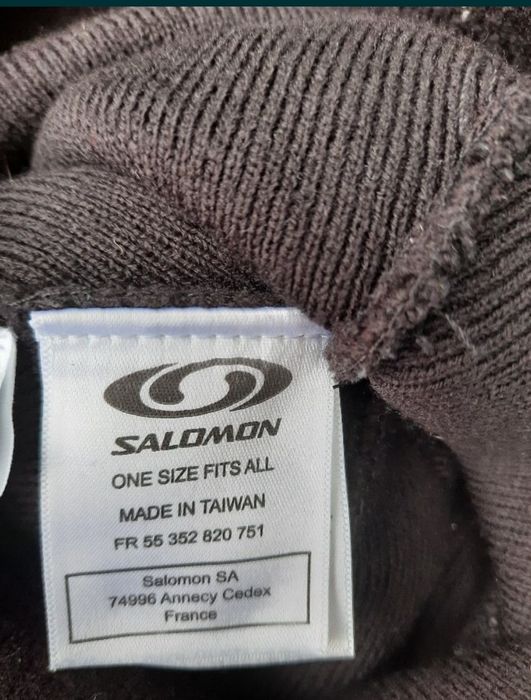 SALOMON
ONE SIZE FITS ALL
MADE IN TAIWAN
FR 55 352 820 751
Salomon SA
74996 Annecy Cedex
France